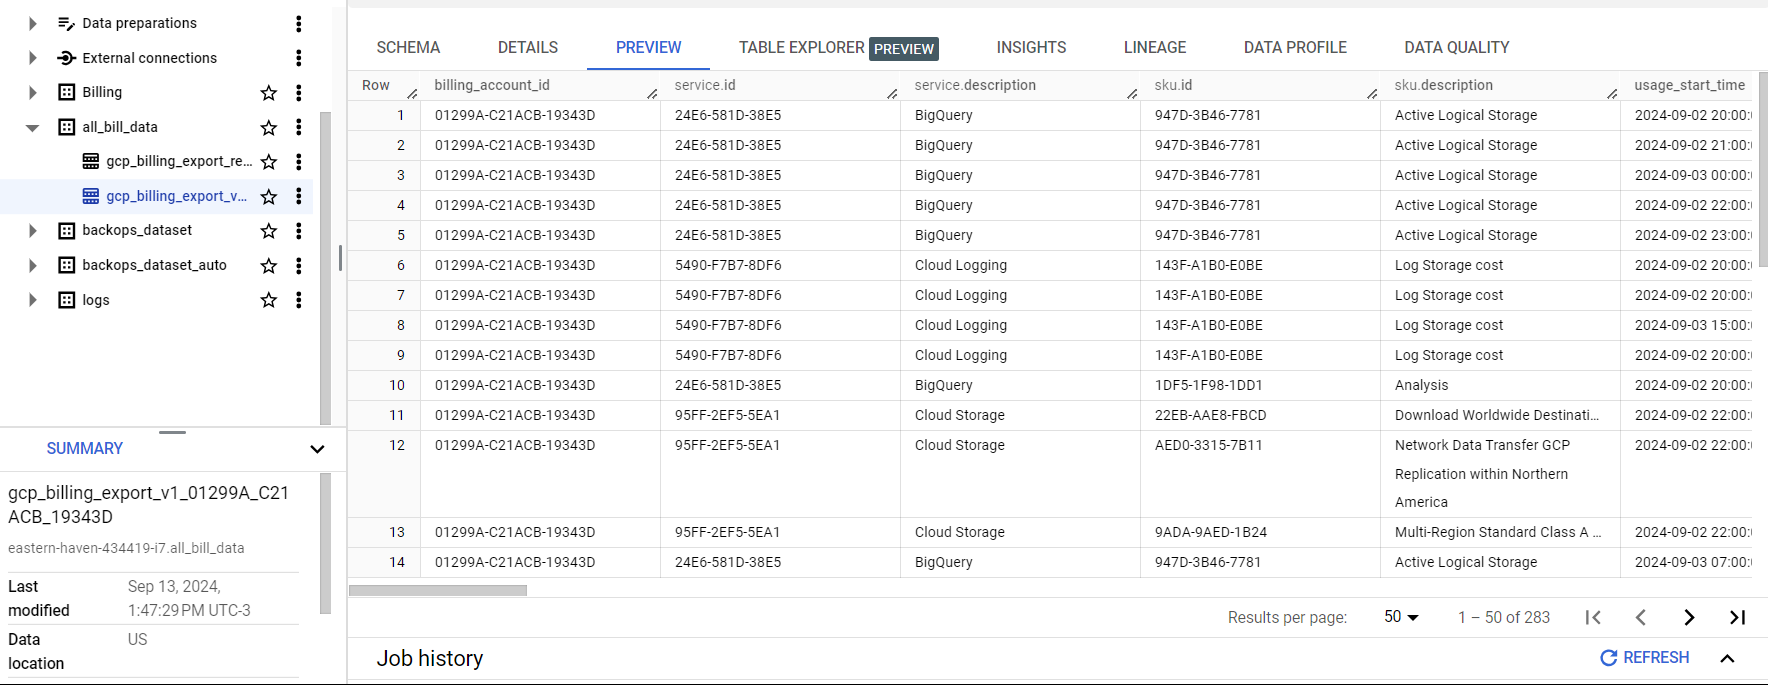 Data preparations
External connections
Billing
all_bill_data
gcp_billing_export_re...
gcp_billing_export_v...
backops_dataset
backops_dataset_auto
logs
SUMMARY
gcp_billing_export_v1_01299A_C21
ACB_19343D
eastern-haven-434419-i7.all_bill_data
Last modified Sep 13, 2024, 1:47:29 PM UTC-3
Data location US
SCHEMA DETAILS PREVIEW TABLE EXPLORER PREVIEW INSIGHTS LINEAGE DATA PROFILE DATA QUALITY
Row billing_account_id service.id service.description sku.id sku.description usage_start_time
1 01299A-C21ACB-19343D 24E6-581D-38E5 BigQuery 947D-3B46-7781 Active Logical Storage 2024-09-02 20:00:
2 01299A-C21ACB-19343D 24E6-581D-38E5 BigQuery 947D-3B46-7781 Active Logical Storage 2024-09-02 21:00:
3 01299A-C21ACB-19343D 24E6-581D-38E5 BigQuery 947D-3B46-7781 Active Logical Storage 2024-09-03 00:00:
4 01299A-C21ACB-19343D 24E6-581D-38E5 BigQuery 947D-3B46-7781 Active Logical Storage 2024-09-02 22:00:
5 01299A-C21ACB-19343D 24E6-581D-38E5 BigQuery 947D-3B46-7781 Active Logical Storage 2024-09-02 23:00:
6 01299A-C21ACB-19343D 5490-F7B7-8DF6 Cloud Logging 143F-A1B0-E0BE Log Storage cost 2024-09-02 20:00:
7 01299A-C21ACB-19343D 5490-F7B7-8DF6 Cloud Logging 143F-A1B0-E0BE Log Storage cost 2024-09-02 20:00:
8 01299A-C21ACB-19343D 5490-F7B7-8DF6 Cloud Logging 143F-A1B0-E0BE Log Storage cost 2024-09-03 15:00:
9 01299A-C21ACB-19343D 5490-F7B7-8DF6 Cloud Logging 143F-A1B0-E0BE Log Storage cost 2024-09-02 20:00:
10 01299A-C21ACB-19343D 24E6-581D-38E5 BigQuery 1DF5-1F98-1DD1 Analysis 2024-09-02 20:00:
11 01299A-C21ACB-19343D 95FF-2EF5-5EA1 Cloud Storage 22EB-AAE8-FBCD Download Worldwide Destinati... 2024-09-02 22:00:
12 01299A-C21ACB-19343D 95FF-2EF5-5EA1 Cloud Storage AED0-3315-7B11 Network Data Transfer GCP Replication within Northern America 2024-09-02 22:00:
13 01299A-C21ACB-19343D 95FF-2EF5-5EA1 Cloud Storage 9ADA-9AED-1B24 Multi-Region Standard Class A ... 2024-09-02 22:00:
14 01299A-C21ACB-19343D 24E6-581D-38E5 BigQuery 947D-3B46-7781 Active Logical Storage 2024-09-03 07:00:
Results per page: 50 1 – 50 of 283
Job history REFRESH